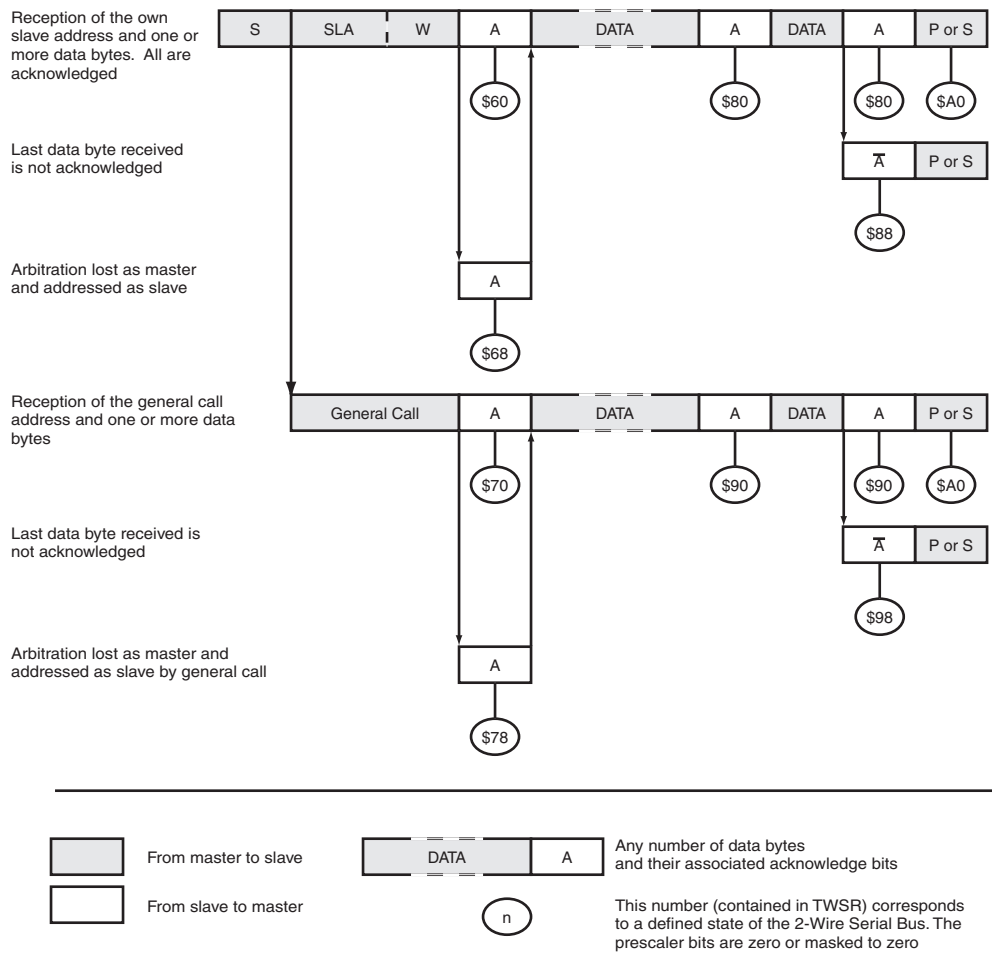 Reception of the own
slave address and one or
more data bytes. All are
acknowledged
S SLA W A DATA A DATA A P or S
$60 $80 $80 $A0
Last data byte received
is not acknowledged
A̅ P or S
$88
Arbitration lost as master
and addressed as slave
A
$68
Reception of the general call
address and one or more data
bytes
General Call A DATA A DATA A P or S
$70 $90 $90 $A0
Last data byte received is
not acknowledged
A̅ P or S
$98
Arbitration lost as master and
addressed as slave by general call
A
$78
From master to slave
DATA A
Any number of data bytes
and their associated acknowledge bits
From slave to master
n
This number (contained in TWSR) corresponds
to a defined state of the 2-Wire Serial Bus. The
prescaler bits are zero or masked to zero